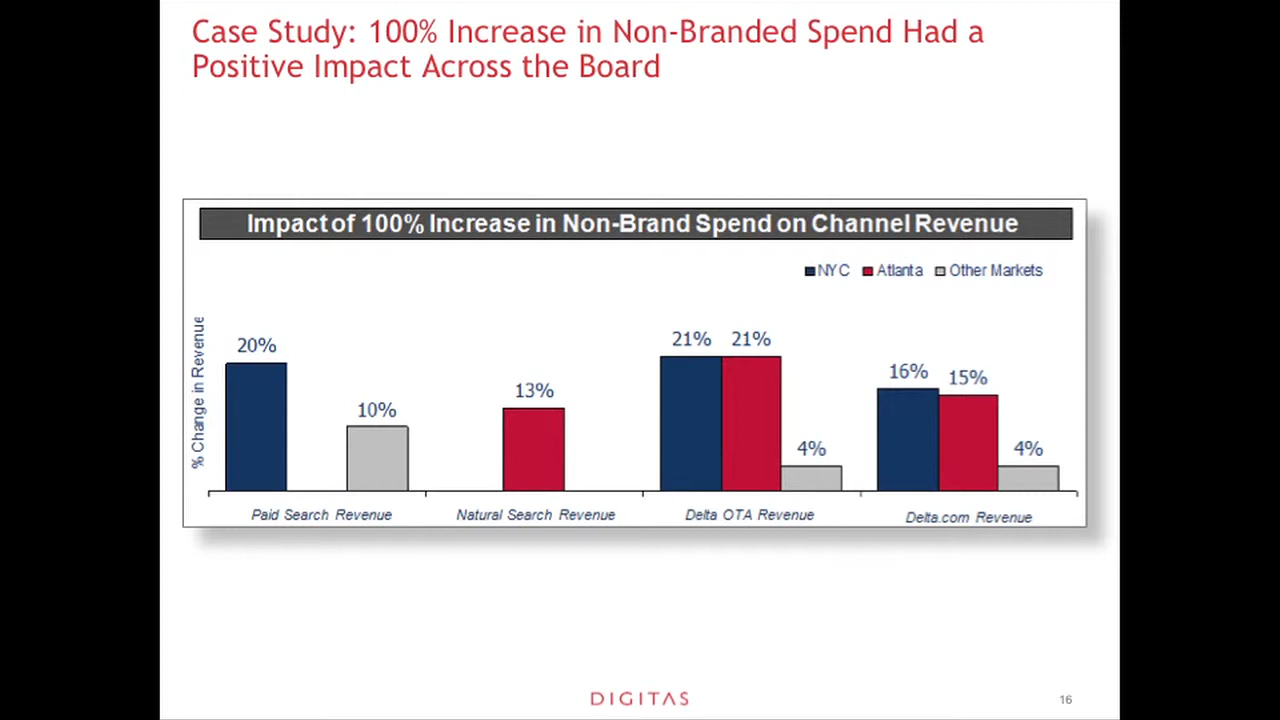 Case Study: 100% Increase in Non-Branded Spend Had a
Positive Impact Across the Board
Impact of 100% Increase in Non-Brand Spend on Channel Revenue
NYC Atlanta Other Markets
% Change in Revenue
20%
10%
13%
21% 21%
4%
16% 15%
4%
Paid Search Revenue
Natural Search Revenue
Delta OTA Revenue
Delta.com Revenue
DIGITAS
16